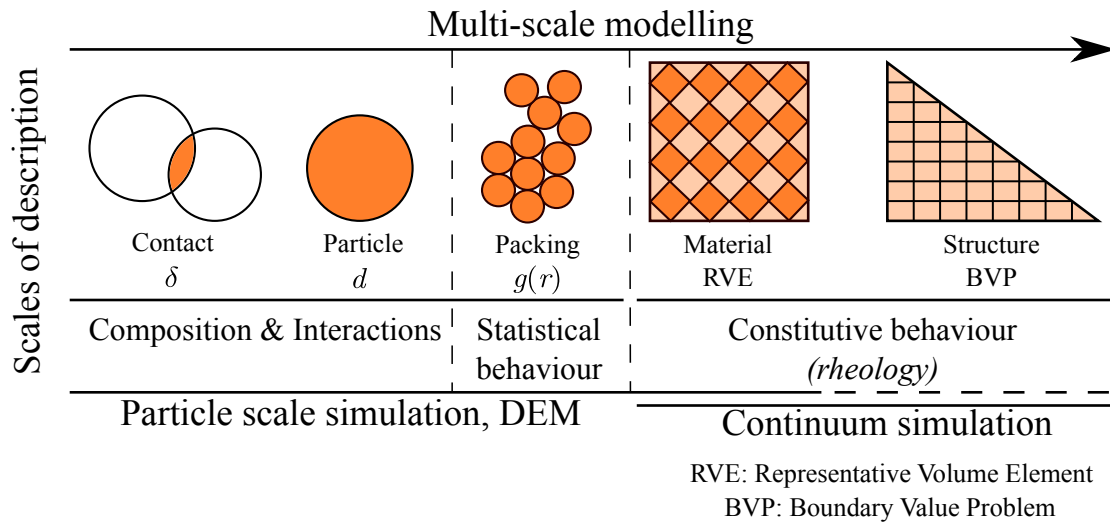 Multi-scale modelling
Scales of description
Contact
δ
Particle
d
Packing
g(r)
Material
RVE
Structure
BVP
Composition & Interactions
Statistical
behaviour
Constitutive behaviour
(rheology)
Particle scale simulation, DEM
Continuum simulation
RVE: Representative Volume Element
BVP: Boundary Value Problem